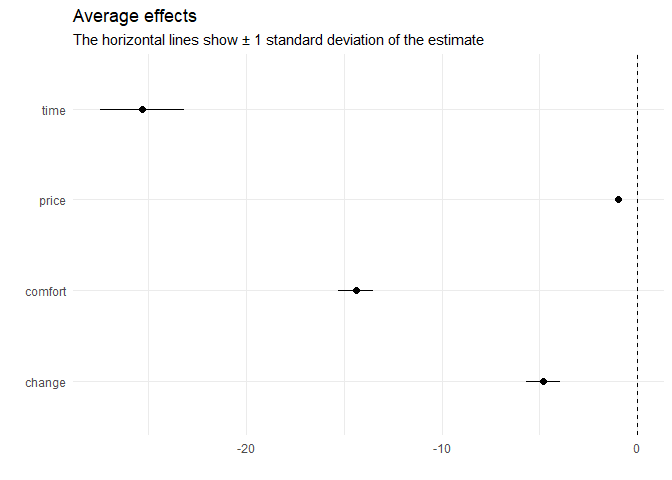 Average effects
The horizontal lines show ± 1 standard deviation of the estimate
time
price
comfort
change
-20
-10
0